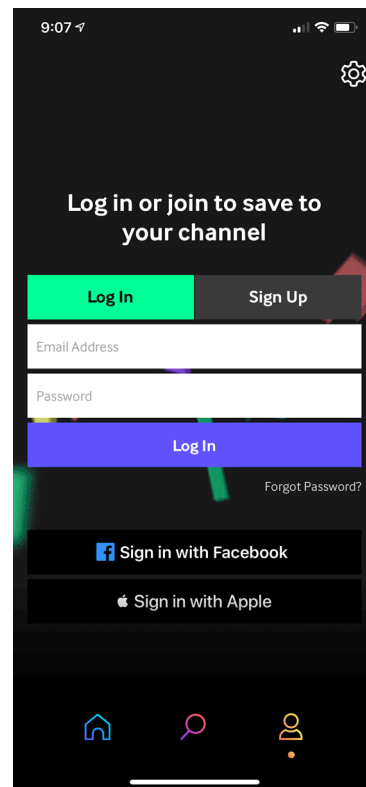 9:07
Log in or join to save to
your channel
Log In
Sign Up
Email Address
Password
Log In
Forgot Password?
Sign in with Facebook
Sign in with Apple